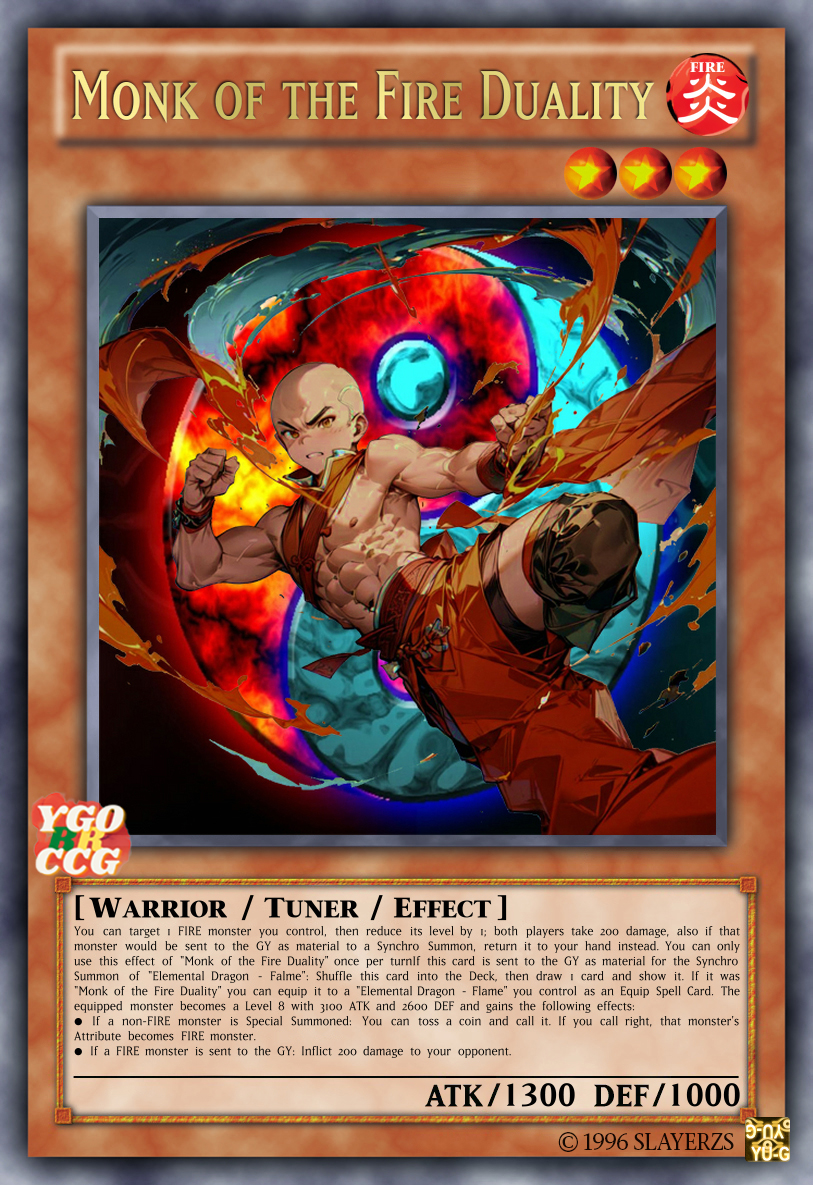 MONK OF THE FIRE DUALITY
FIRE
炎
YGO
RR
CCG
[ WARRIOR / TUNER / EFFECT ]
You can target 1 FIRE monster you control, then reduce its level by 1; both players take 200 damage, also if that
monster would be sent to the GY as material to a Synchro Summon, return it to your hand instead. You can only
use this effect of "Monk of the Fire Duality" once per turnIf this card is sent to the GY as material for the Synchro
Summon of "Elemental Dragon - Falme": Shuffle this card into the Deck, then draw 1 card and show it. If it was
"Monk of the Fire Duality" you can equip it to a "Elemental Dragon - Flame" you control as an Equip Spell Card. The
equipped monster becomes a Level 8 with 3100 ATK and 2600 DEF and gains the following effects:
● If a non-FIRE monster is Special Summoned: You can toss a coin and call it. If you call right, that monster's
Attribute becomes FIRE monster.
● If a FIRE monster is sent to the GY: Inflict 200 damage to your opponent.
ATK/1300 DEF/1000
© 1996 SLAYERZS
YU-G